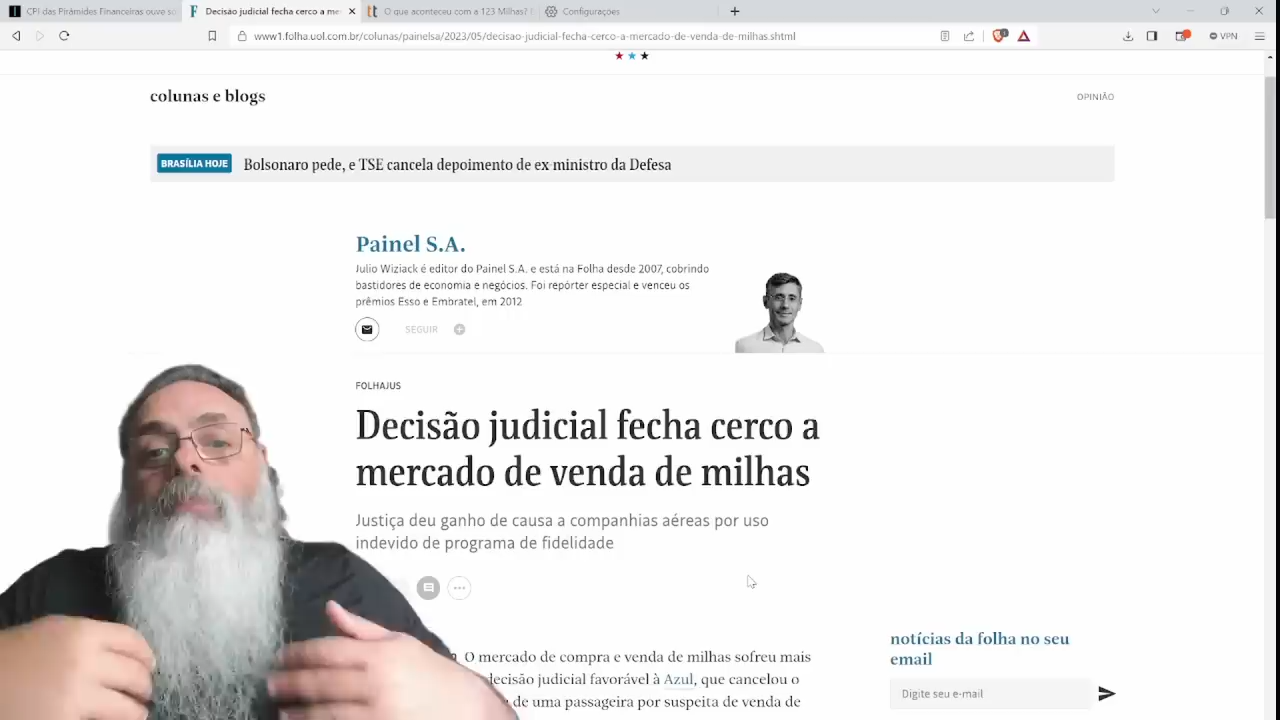 CPI das Pirâmides Financeiras ouve só
Decisão judicial fecha cerco a me
O que aconteceu com a 123 Milhas?
Configurações
www1.folha.uol.com.br/colunas/painelsa/2023/05/decisao-judicial-fecha-cerco-a-mercado-de-venda-de-milhas.shtml
VPN
colunas e blogs
OPINIÃO
BRASÍLIA HOJE
Bolsonaro pede, e TSE cancela depoimento de ex-ministro da Defesa
Painel S.A.
Julio Wiziack é editor do Painel S.A. e está na Folha desde 2007, cobrindo
bastidores de economia e negócios. Foi repórter especial e venceu os
prêmios Esso e Embratel, em 2012
SEGUIR
FOLHAJUS
Decisão judicial fecha cerco a
mercado de venda de milhas
Justiça deu ganho de causa a companhias aéreas por uso
indevido de programa de fidelidade
O mercado de compra e venda de milhas sofreu mais
decisão judicial favorável à Azul, que cancelou o
de uma passageira por suspeita de venda de
notícias da folha no seu
email
Digite seu e-mail